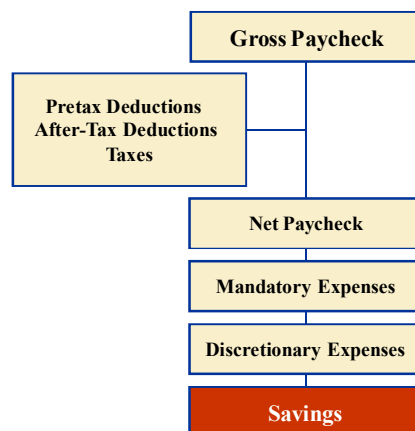 Gross Paycheck
Pretax Deductions
After-Tax Deductions
Taxes
Net Paycheck
Mandatory Expenses
Discretionary Expenses
Savings